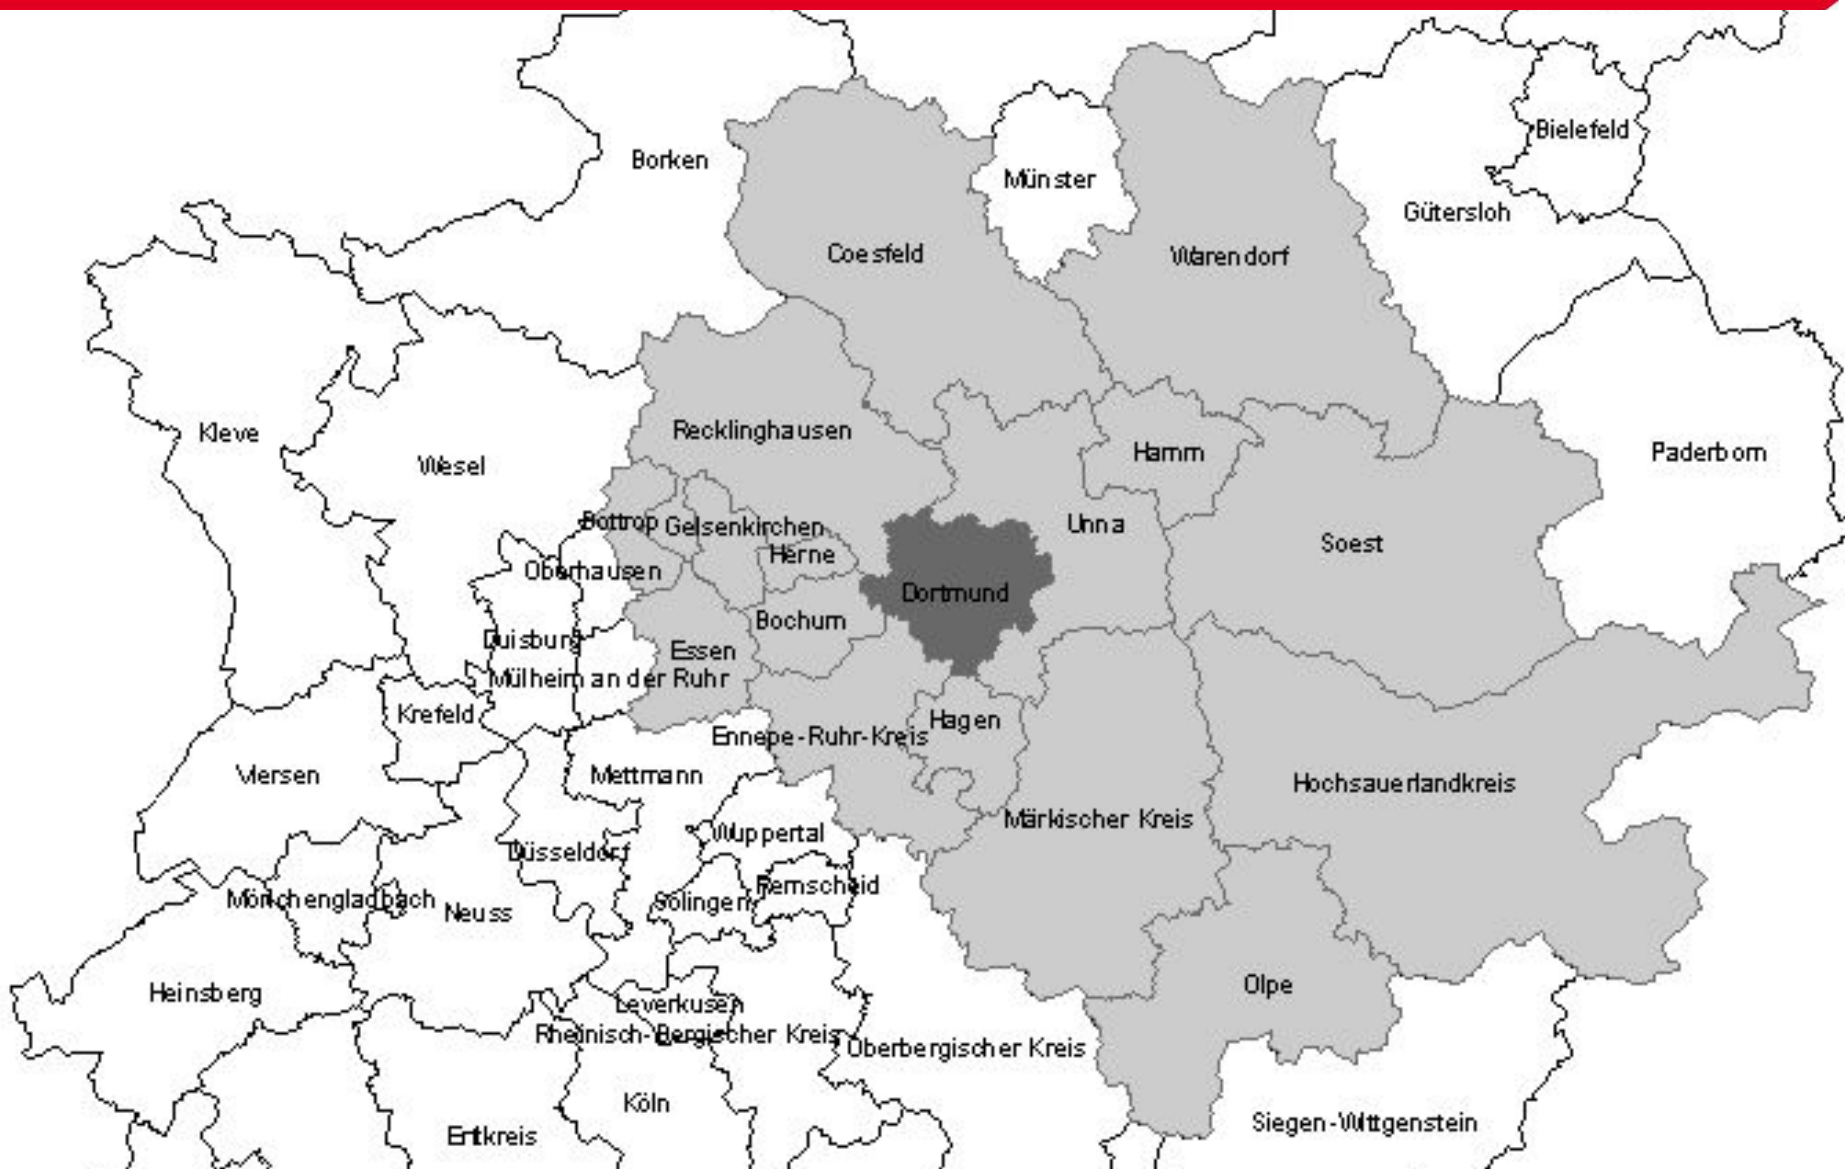 Bielefeld
Borken
Münster
Gütersloh
Coesfeld
Warendorf
Kleve
Recklinghausen
Wesel
Hamm
Paderborn
Bottrop
Gelsenkirchen
Unna
Herne
Soest
Oberhausen
Dortmund
Bochum
Duisburg
Essen
Mülheim an der Ruhr
Krefeld
Hagen
Ennepe-Ruhr-Kreis
Viersen
Mettmann
Hochsauerlandkreis
Märkischer Kreis
Wuppertal
Düsseldorf
Remscheid
Mönchengladbach
Solingen
Neuss
Heinsberg
Olpe
Leverkusen
Rheinisch-Bergischer Kreis
Oberbergischer Kreis
Köln
Siegen-Wittgenstein
Erftkreis